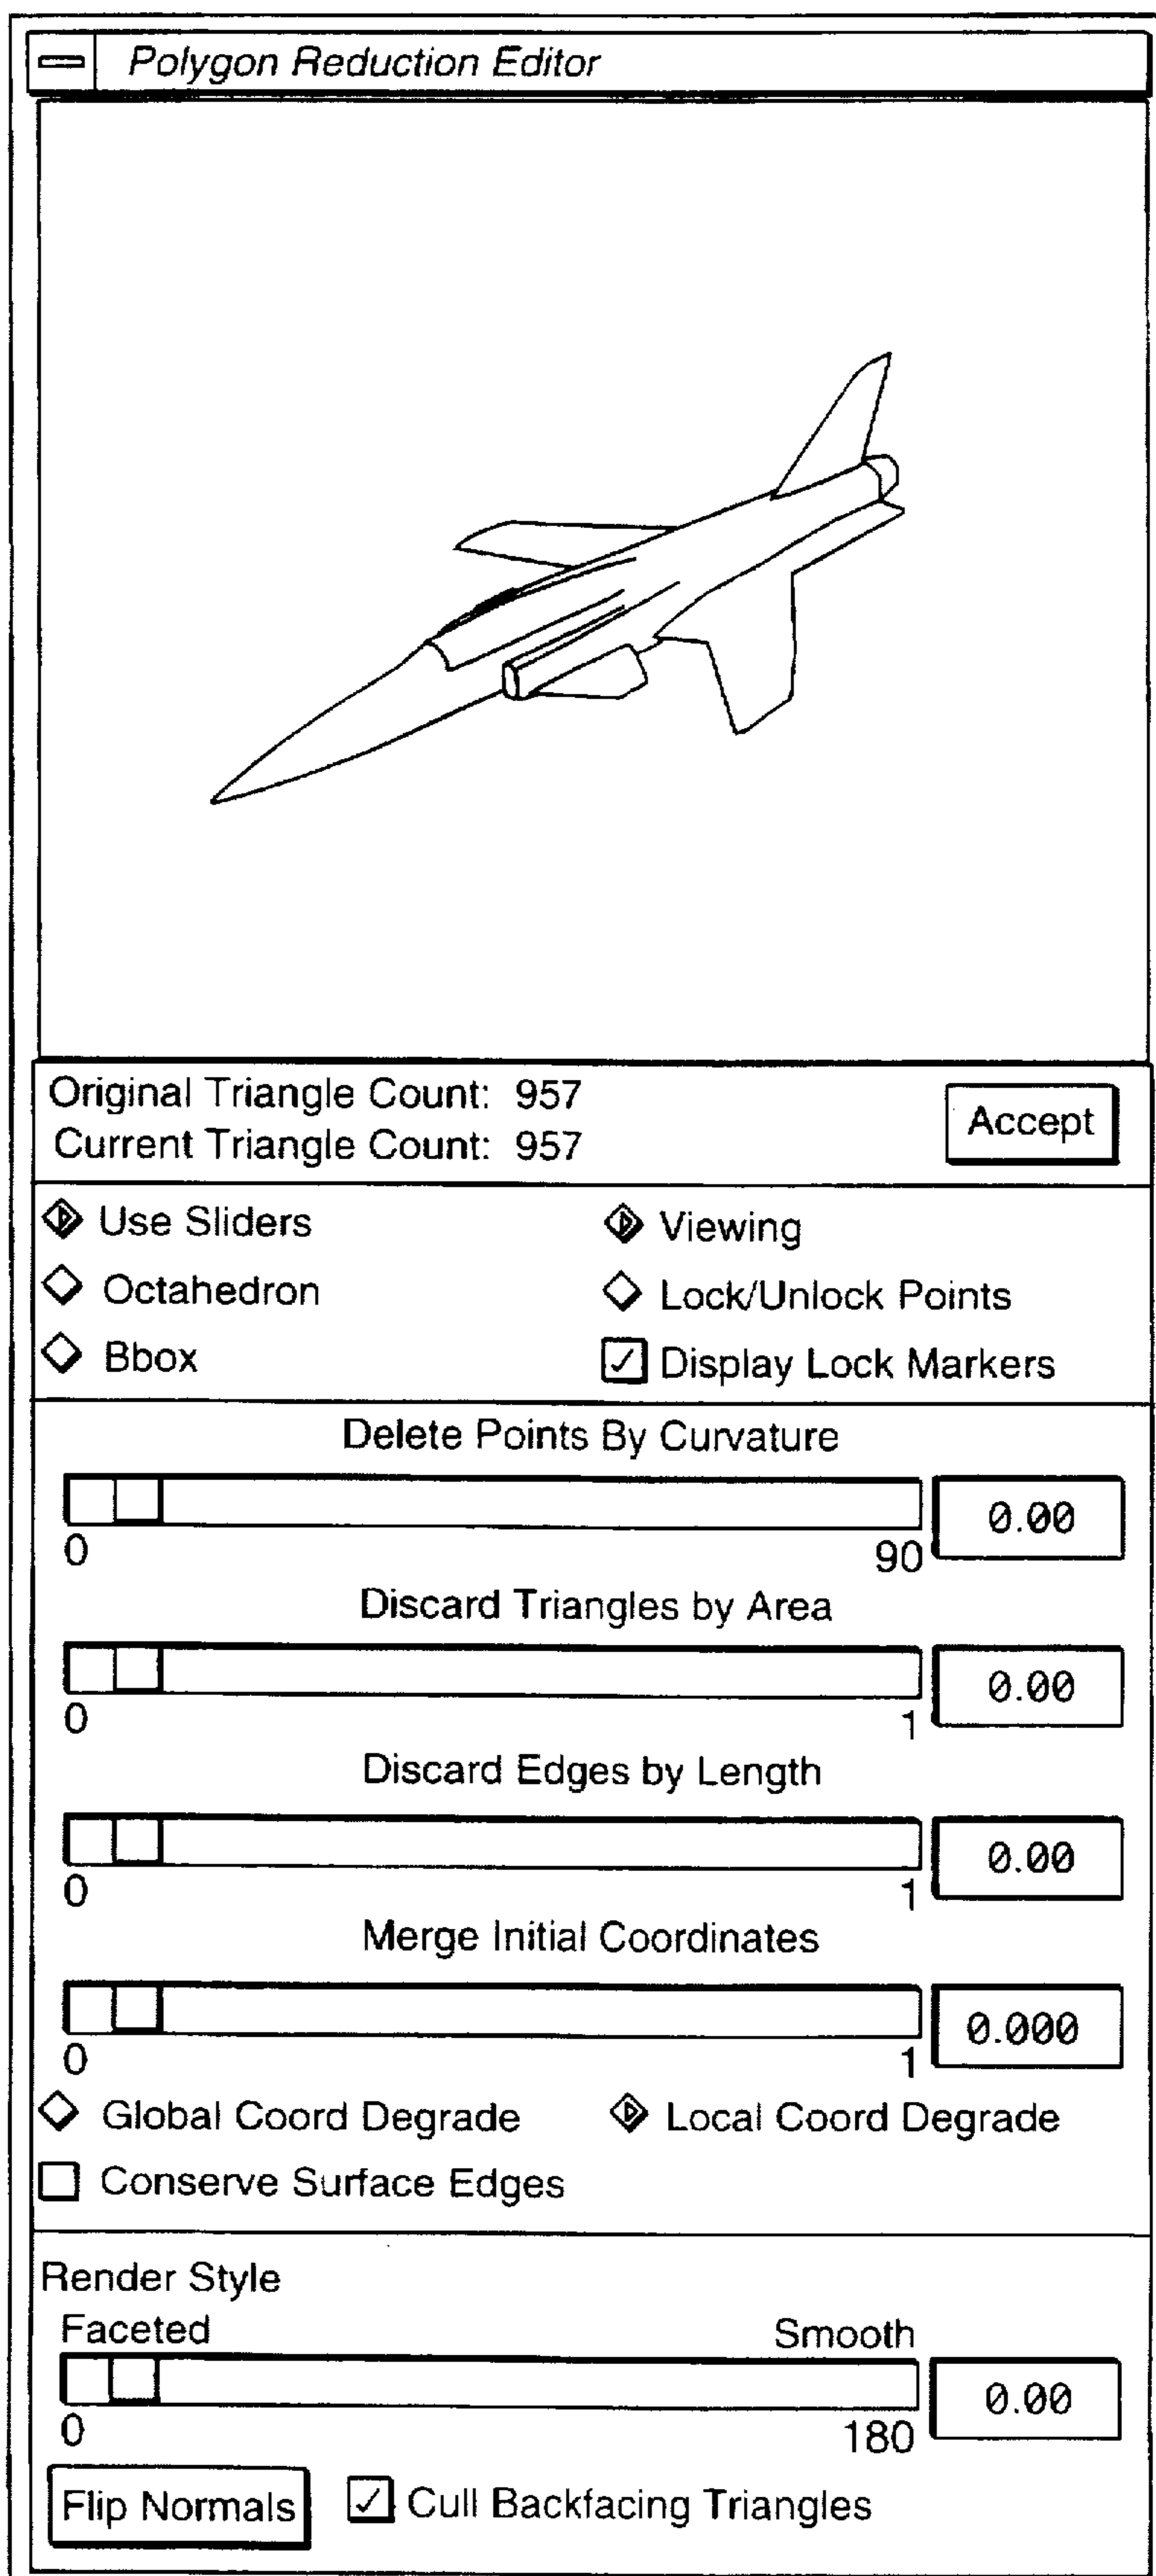 Polygon Reduction Editor
Original Triangle Count: 957
Current Triangle Count: 957
Accept
Use Sliders
Viewing
Octahedron
Lock/Unlock Points
Bbox
Display Lock Markers
Delete Points By Curvature
0.00
0
90
Discard Triangles by Area
0.00
0
1
Discard Edges by Length
0.00
0
1
Merge Initial Coordinates
0.000
0
1
Global Coord Degrade
Local Coord Degrade
Conserve Surface Edges
Render Style
Faceted
Smooth
0.00
0
180
Flip Normals
Cull Backfacing Triangles